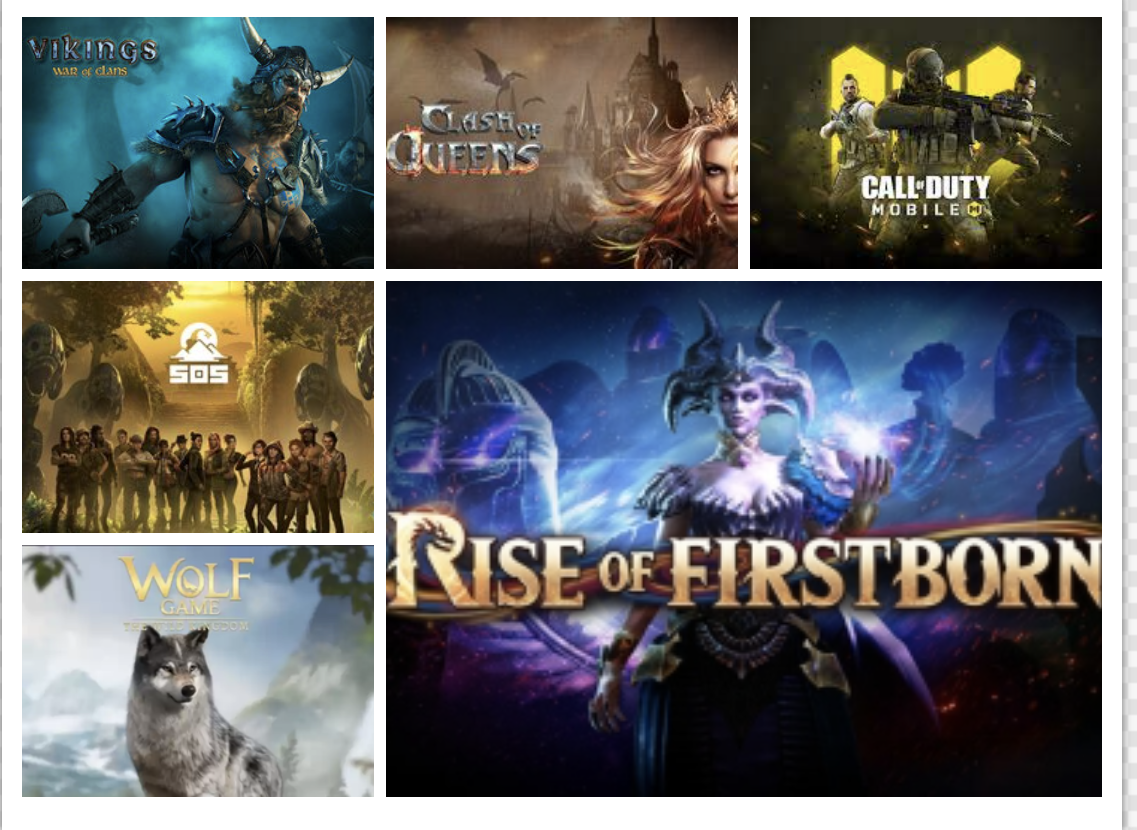 VIKINGS
WAR OF CLANS
CLASH OF
QUEENS
CALL OF DUTY
MOBILE
SOS
RISE OF FIRSTBORN
WOLF
GAME
THE WILD KINGDOM